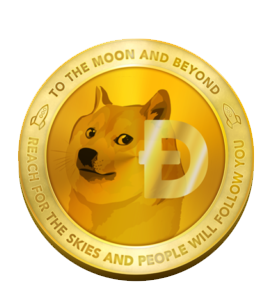 TO THE MOON AND BEYOND
Ð
REACH FOR THE SKIES AND PEOPLE WILL FOLLOW YOU